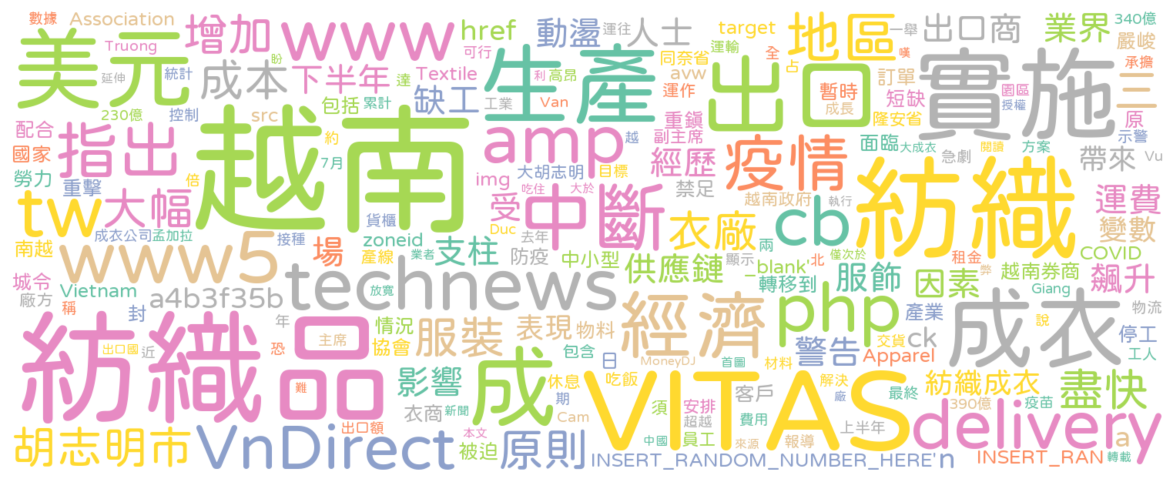 數據 Association 增加 www href 動盪 運往 人士 target 地區 一舉 出口商 業界 340億
美元 Truong 可行 同奈省 運輸 全 嘆 嚴峻
延伸 盼 成本 下半年 Textile 利 高昂 avw 生產 占 出口 訂單 暫時 實施 三 承擔
230億 統計 達 缺工 工業 Van 運作 成長 短缺 園區 授權
配合 控制 src 包括 累計 amp 越 重鎮 隆安省 原 示警
指出 越南 約 7月 副主席 面臨 大成衣 閱讀 方案 帶來 Vu
國家 倍 大胡志明 經歷 疫情 急劇
勞力 重擊 img 吃住 大於 禁足 越南政府 執行 紡織 運費
tw 大幅 貨櫃 受 Duc 去年 中斷 目標 兩 cb
南越 成衣公司 孟加拉 場 zoneid 支柱 業者 防疫 衣廠 顯示 北 僅次於 變數
www5 接種 產線 中小型 _blank' 服飾 租金 弊 越南券商 COVID
城令 廠方 稱 Vietnam 放寬 technews 供應鏈 轉移到 因素 Giang 飆升
封 a4b3f35b 經濟 php 產業 說 物流
年 情況 服裝 表現 物料 ck 交貨 成衣 停工
紡織品 出口國 近 恐 主席 協會 包含 日 MoneyDJ 首圖 警告 Apparel 工人
難 影響 成 休息 VITAS 材料 解決 廠 紡織成衣 盡快
期 吃飯 須 安排 客戶 最終 390億 疫苗
胡志明市 VnDirect 衣商 新聞 Cam 超越 費用 上半年 delivery a
出口額 本文 被迫 原則 中國 員工 來源 報導 INSERT_RANDOM_NUMBER_HERE'n INSERT_RAN 轉載